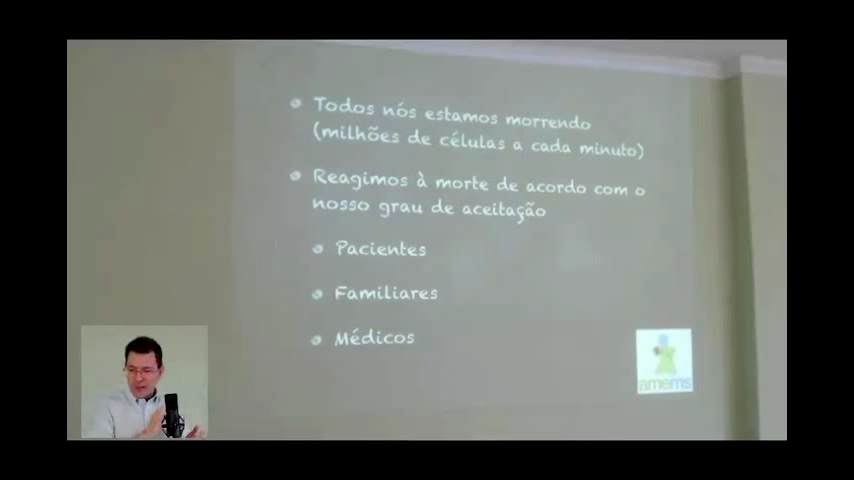 Todos nós estamos morrendo
(milhões de células a cada minuto)
Reagimos à morte de acordo com o
nosso grau de aceitação
Pacientes
Familiares
Médicos
amems